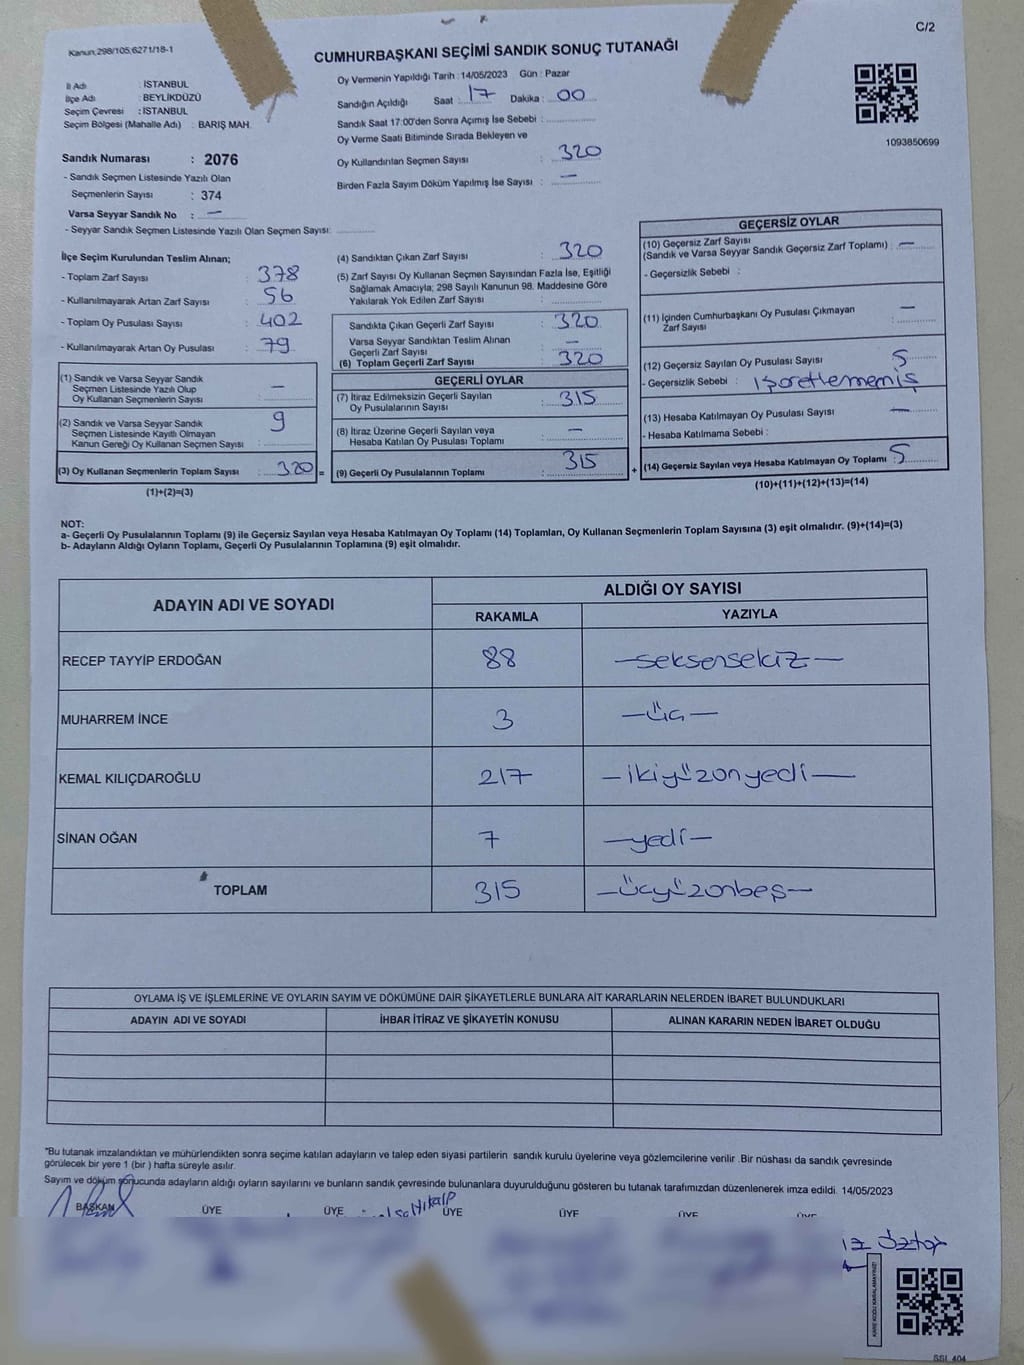 C/2
Kanun:298/105;6271/18-1
CUMHURBAŞKANI SEÇİMİ SANDIK SONUÇ TUTANAĞI
İl Adı : İSTANBUL
İlçe Adı : BEYLİKDÜZÜ
Seçim Çevresi : İSTANBUL
Seçim Bölgesi (Mahalle Adı) : BARIŞ MAH.
Sandık Numarası : 2076
- Sandık Seçmen Listesinde Yazılı Olan
Seçmenlerin Sayısı : 374
Varsa Seyyar Sandık No : —
- Seyyar Sandık Seçmen Listesinde Yazılı Olan Seçmen Sayısı:
Oy Vermenin Yapıldığı Tarih : 14/05/2023 Gün : Pazar
Sandığın Açıldığı Saat : 17 Dakika : 00
Sandık Saat 17:00'den Sonra Açımış İse Sebebi :
Oy Verme Saati Bitiminde Sırada Bekleyen ve
Oy Kullandırılan Seçmen Sayısı : 320
Birden Fazla Sayım Döküm Yapılmış İse Sayısı : —
1093850699
İlçe Seçim Kurulundan Teslim Alınan;
- Toplam Zarf Sayısı : 378
- Kullanılmayarak Artan Zarf Sayısı : 56
- Toplam Oy Pusulası Sayısı : 402
- Kullanılmayarak Artan Oy Pusulası : 79
(1) Sandık ve Varsa Seyyar Sandık
Seçmen Listesinde Yazılı Olup
Oy Kullanan Seçmenlerin Sayısı : —
(2) Sandık ve Varsa Seyyar Sandık
Seçmen Listesinde Kayıtlı Olmayan
Kanun Gereği Oy Kullanan Seçmen Sayısı : 9
(3) Oy Kullanan Seçmenlerin Toplam Sayısı : 320 =
(1)+(2)=(3)
(4) Sandıktan Çıkan Zarf Sayısı : 320
(5) Zarf Sayısı Oy Kullanan Seçmen Sayısından Fazla İse, Eşitliği
Sağlamak Amacıyla; 298 Sayılı Kanunun 98. Maddesine Göre
Yakılarak Yok Edilen Zarf Sayısı :
Sandıkta Çıkan Geçerli Zarf Sayısı : 320
Varsa Seyyar Sandıktan Teslim Alınan
Geçerli Zarf Sayısı : —
(6) Toplam Geçerli Zarf Sayısı : 320
GEÇERLİ OYLAR
(7) İtiraz Edilmeksizin Geçerli Sayılan
Oy Pusulalarının Sayısı : 315
(8) İtiraz Üzerine Geçerli Sayılan veya
Hesaba Katılan Oy Pusulası Toplamı : —
(9) Geçerli Oy Pusulalarının Toplamı : 315 +
GEÇERSİZ OYLAR
(10) Geçersiz Zarf Sayısı
(Sandık ve Varsa Seyyar Sandık Geçersiz Zarf Toplamı) : —
- Geçersizlik Sebebi :
(11) İçinden Cumhurbaşkanı Oy Pusulası Çıkmayan
Zarf Sayısı : —
(12) Geçersiz Sayılan Oy Pusulası Sayısı : 5
- Geçersizlik Sebebi : işaretlememiş
(13) Hesaba Katılmayan Oy Pusulası Sayısı : —
- Hesaba Katılmama Sebebi :
(14) Geçersiz Sayılan veya Hesaba Katılmayan Oy Toplamı : 5
(10)+(11)+(12)+(13)=(14)
NOT:
a- Geçerli Oy Pusulalarının Toplamı (9) ile Geçersiz Sayılan veya Hesaba Katılmayan Oy Toplamı (14) Toplamları, Oy Kullanan Seçmenlerin Toplam Sayısına (3) eşit olmalıdır. (9)+(14)=(3)
b- Adayların Aldığı Oyların Toplamı, Geçerli Oy Pusulalarının Toplamına (9) eşit olmalıdır.
ADAYIN ADI VE SOYADI ALDIĞI OY SAYISI
RAKAMLA YAZIYLA
RECEP TAYYİP ERDOĞAN 88 —seksensekiz—
MUHARREM İNCE 3 —üç—
KEMAL KILIÇDAROĞLU 217 —ikiyüzonyedi—
SİNAN OĞAN 7 —yedi—
TOPLAM 315 —üçyüzonbeş—
OYLAMA İŞ VE İŞLEMLERİNE VE OYLARIN SAYIM VE DÖKÜMÜNE DAİR ŞİKAYETLERLE BUNLARA AİT KARARLARIN NELERDEN İBARET BULUNDUKLARI
ADAYIN ADI VE SOYADI İHBAR İTİRAZ VE ŞİKAYETİN KONUSU ALINAN KARARIN NEDEN İBARET OLDUĞU
"Bu tutanak imzalandıktan ve mühürlendikten sonra seçime katılan adayların ve talep eden siyasi partilerin sandık kurulu üyelerine veya gözlemcilerine verilir .Bir nüshası da sandık çevresinde
görülecek bir yere 1 (bir ) hafta süreyle asılır.
Sayım ve döküm sonucunda adayların aldığı oyların sayılarını ve bunların sandık çevresinde bulunanlara duyurulduğunu gösteren bu tutanak tarafımızdan düzenlenerek imza edildi. 14/05/2023
BAŞKAN ÜYE ÜYE ÜYE ÜYE ÜYE ÜYE
KARE KODU KARALAMAYINIZ!
SSI 404